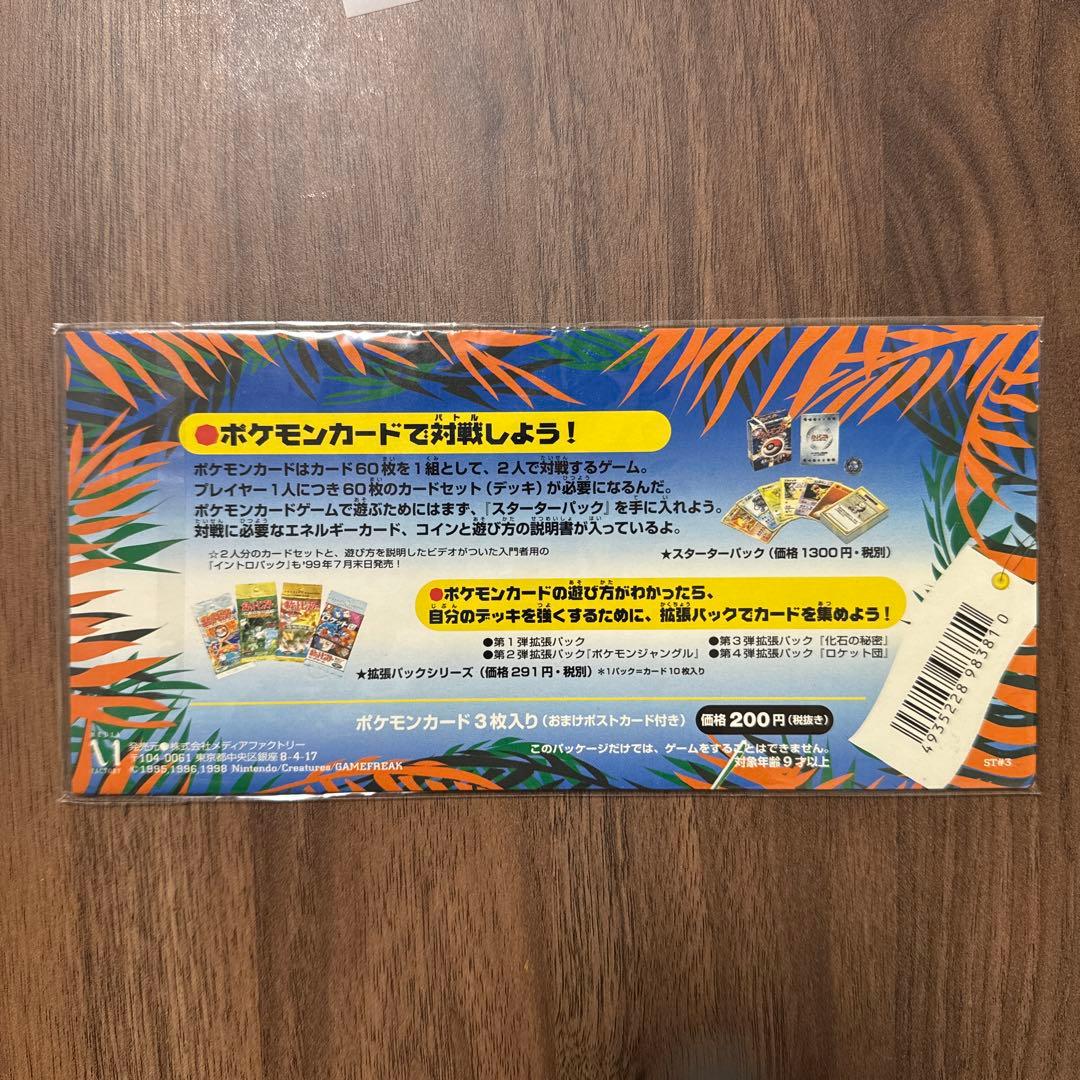 ●ポケモンカードで対戦しよう！
バトル
ポケモンカードはカード60枚を1組として、2人で対戦するゲーム。
プレイヤー1人につき60枚のカードセット（デッキ）が必要になるんだ。
ポケモンカードゲームで遊ぶためにはまず、『スターターパック』を手に入れよう。
対戦に必要なエネルギーカード、コインと遊び方の説明書が入っているよ。
☆2人分のカードセットと、遊び方を説明したビデオがついた入門者用の
『イントロパック』も'99年7月末日発売！
★スターターパック（価格1300円・税別）
●ポケモンカードの遊び方がわかったら、
自分のデッキを強くするために、拡張パックでカードを集めよう！
●第1弾拡張パック
●第2弾拡張パック『ポケモンジャングル』
●第3弾拡張パック『化石の秘密』
●第4弾拡張パック『ロケット団』
★拡張パックシリーズ（価格291円・税別）＊1パック＝カード10枚入り
ポケモンカード3枚入り（おまけポストカード付き） 価格200円（税抜き）
このパッケージだけでは、ゲームをすることはできません。
対象年齢9才以上
MEDIA
FACTORY
発売元●株式会社メディアファクトリー
〒104-0061 東京都中央区銀座8-4-17
©1995,1996,1998 Nintendo/Creatures/GAMEFREAK
4935228983810
ST#3